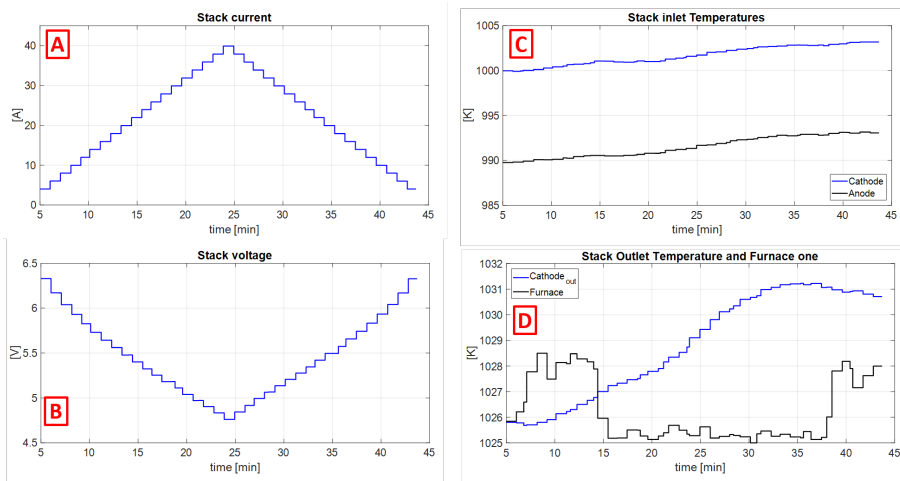 Stack current
A
[A]
40
30
20
10
0
5 10 15 20 25 30 35 40 45
time [min]
Stack voltage
B
[V]
6.5
6
5.5
5
4.5
5 10 15 20 25 30 35 40 45
time [min]
Stack inlet Temperatures
C
[K]
1005
1000
995
990
985
Cathode
Anode
5 10 15 20 25 30 35 40 45
time [min]
Stack Outlet Temperature and Furnace one
Cathode out
Furnace
D
[K]
1032
1031
1030
1029
1028
1027
1026
1025
5 10 15 20 25 30 35 40 45
time [min]